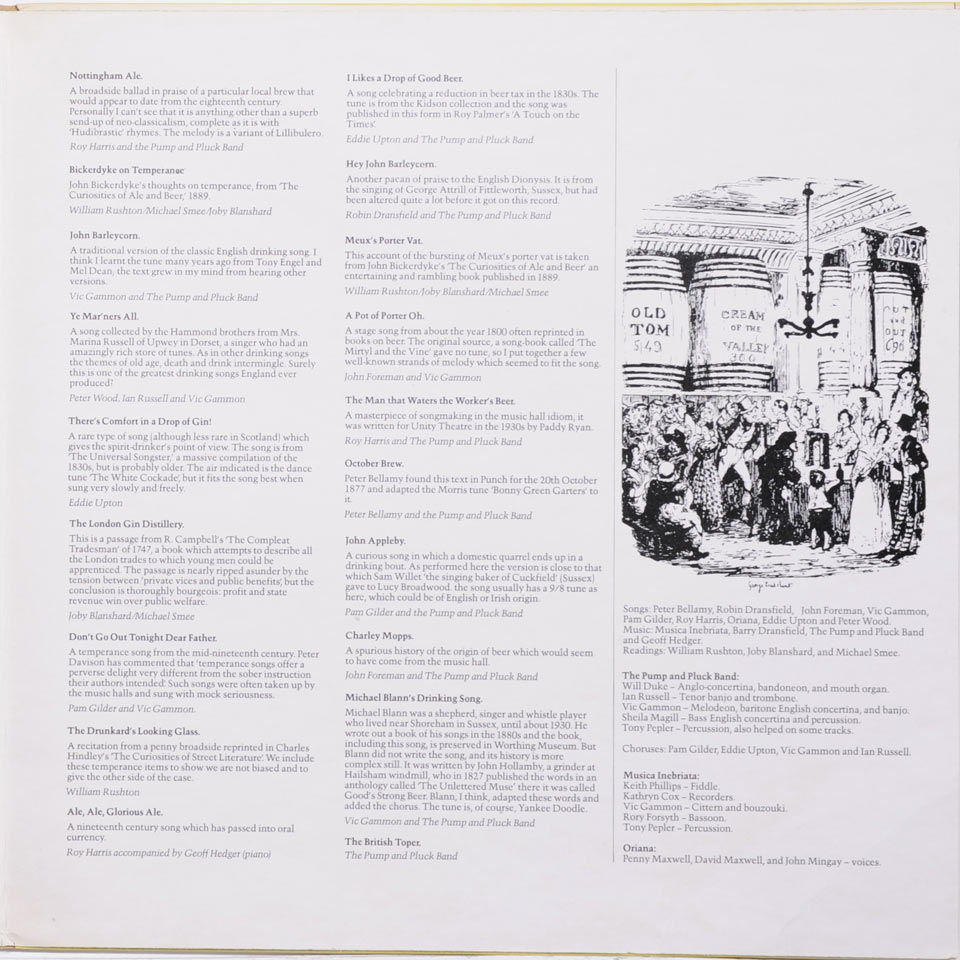 Nottingham Ale.
A broadside ballad in praise of a particular local brew that
would appear to date from the eighteenth century.
Personally I can't see that it is anything other than a superb
send-up of neo-classicalism, complete as it is with
'Hudibrastic' rhymes. The melody is a variant of Lillibulero.
Roy Harris and the Pump and Pluck Band
Bickerdyke on Temperance
John Bickerdyke's thoughts on temperance, from 'The
Curiosities of Ale and Beer,' 1889.
William Rushton/Michael Smee/Joby Blanshard
John Barleycorn.
A traditional version of the classic English drinking song. I
think I learnt the tune many years ago from Tony Engel and
Mel Dean; the text grew in my mind from hearing other
versions.
Vic Gammon and The Pump and Pluck Band
Ye Mar'ners All.
A song collected by the Hammond brothers from Mrs.
Marina Russell of Upwey in Dorset, a singer who had an
amazingly rich store of tunes. As in other drinking songs
the themes of old age, death and drink intermingle. Surely
this is one of the greatest drinking songs England ever
produced?
Peter Wood, Ian Russell and Vic Gammon
There's Comfort in a Drop of Gin!
A rare type of song (although less rare in Scotland) which
gives the spirit-drinker's point of view. The song is from
'The Universal Songster,' a massive compilation of the
1830s, but is probably older. The air indicated is the dance
tune 'The White Cockade', but it fits the song best when
sung very slowly and freely.
Eddie Upton
The London Gin Distillery.
This is a passage from R. Campbell's 'The Compleat
Tradesman' of 1747, a book which attempts to describe all
the London trades to which young men could be
apprenticed. The passage is nearly ripped asunder by the
tension between 'private vices and public benefits', but the
conclusion is thoroughly bourgeois: profit and state
revenue win over public welfare.
Joby Blanshard/Michael Smee
Don't Go Out Tonight Dear Father.
A temperance song from the mid-nineteenth century. Peter
Davison has commented that 'temperance songs offer a
perverse delight very different from the sober instruction
their authors intended'. Such songs were often taken up by
the music halls and sung with mock seriousness.
Pam Gilder and Vic Gammon.
The Drunkard's Looking Glass.
A recitation from a penny broadside reprinted in Charles
Hindley's 'The Curiosities of Street Literature'. We include
these temperance items to show we are not biased and to
give the other side of the case.
William Rushton
Ale, Ale, Glorious Ale.
A nineteenth century song which has passed into oral
currency.
Roy Harris accompanied by Geoff Hedger (piano)
I Likes a Drop of Good Beer.
A song celebrating a reduction in beer tax in the 1830s. The
tune is from the Kidson collection and the song was
published in this form in Roy Palmer's 'A Touch on the
Times'.
Eddie Upton and The Pump and Pluck Band
Hey John Barleycorn.
Another paean of praise to the English Dionysis. It is from
the singing of George Attrill of Fittleworth, Sussex, but had
been altered quite a lot before it got on this record.
Robin Dransfield and The Pump and Pluck Band
Meux's Porter Vat.
This account of the bursting of Meux's porter vat is taken
from John Bickerdyke's 'The Curiosities of Ale and Beer' an
entertaining and rambling book published in 1889.
William Rushton/Joby Blanshard/Michael Smee
A Pot of Porter Oh.
A stage song from about the year 1800 often reprinted in
books on beer. The original source, a song-book called 'The
Mirtyl and the Vine' gave no tune, so I put together a few
well-known strands of melody which seemed to fit the song.
John Foreman and Vic Gammon
The Man that Waters the Worker's Beer.
A masterpiece of songmaking in the music hall idiom, it
was written for Unity Theatre in the 1930s by Paddy Ryan.
Roy Harris and The Pump and Pluck Band
October Brew.
Peter Bellamy found this text in Punch for the 20th October
1877 and adapted the Morris tune 'Bonny Green Garters' to
it.
Peter Bellamy and the Pump and Pluck Band
John Appleby.
A curious song in which a domestic quarrel ends up in a
drinking bout. As performed here the version is close to that
which Sam Willet 'the singing baker of Cuckfield' (Sussex)
gave to Lucy Broadwood. the song usually has a 9/8 tune as
here, which could be of English or Irish origin.
Pam Gilder and the Pump and Pluck Band
Charley Mopps.
A spurious history of the origin of beer which would seem
to have come from the music hall.
John Foreman and The Pump and Pluck Band
Michael Blann's Drinking Song.
Michael Blann was a shepherd, singer and whistle player
who lived near Shoreham in Sussex, until about 1930. He
wrote out a book of his songs in the 1880s and the book,
including this song, is preserved in Worthing Museum. But
Blann did not write the song, and its history is more
complex still. It was written by John Hollamby, a grinder at
Hailsham windmill, who in 1827 published the words in an
anthology called 'The Unlettered Muse' there it was called
Good's Strong Beer. Blann, I think, adapted these words and
added the chorus. The tune is, of course, Yankee Doodle.
Vic Gammon and The Pump and Pluck Band
The British Toper.
The Pump and Pluck Band
OLD
TOM
549
CREAM
OF THE
VALLEY
360
OUT
AND
OUT
696
George Cruikshank
Songs: Peter Bellamy, Robin Dransfield, John Foreman, Vic Gammon,
Pam Gilder, Roy Harris, Oriana, Eddie Upton and Peter Wood.
Music: Musica Inebriata, Barry Dransfield, The Pump and Pluck Band
and Geoff Hedger.
Readings: William Rushton, Joby Blanshard, and Michael Smee.
The Pump and Pluck Band:
Will Duke – Anglo-concertina, bandoneon, and mouth organ.
Ian Russell – Tenor banjo and trombone.
Vic Gammon – Melodeon, baritone English concertina, and banjo.
Sheila Magill – Bass English concertina and percussion.
Tony Pepler – Percussion, also helped on some tracks.
Choruses: Pam Gilder, Eddie Upton, Vic Gammon and Ian Russell.
Musica Inebriata:
Keith Phillips – Fiddle.
Kathryn Cox – Recorders.
Vic Gammon – Cittern and bouzouki.
Rory Forsyth – Bassoon.
Tony Pepler – Percussion.
Oriana:
Penny Maxwell, David Maxwell, and John Mingay – voices.